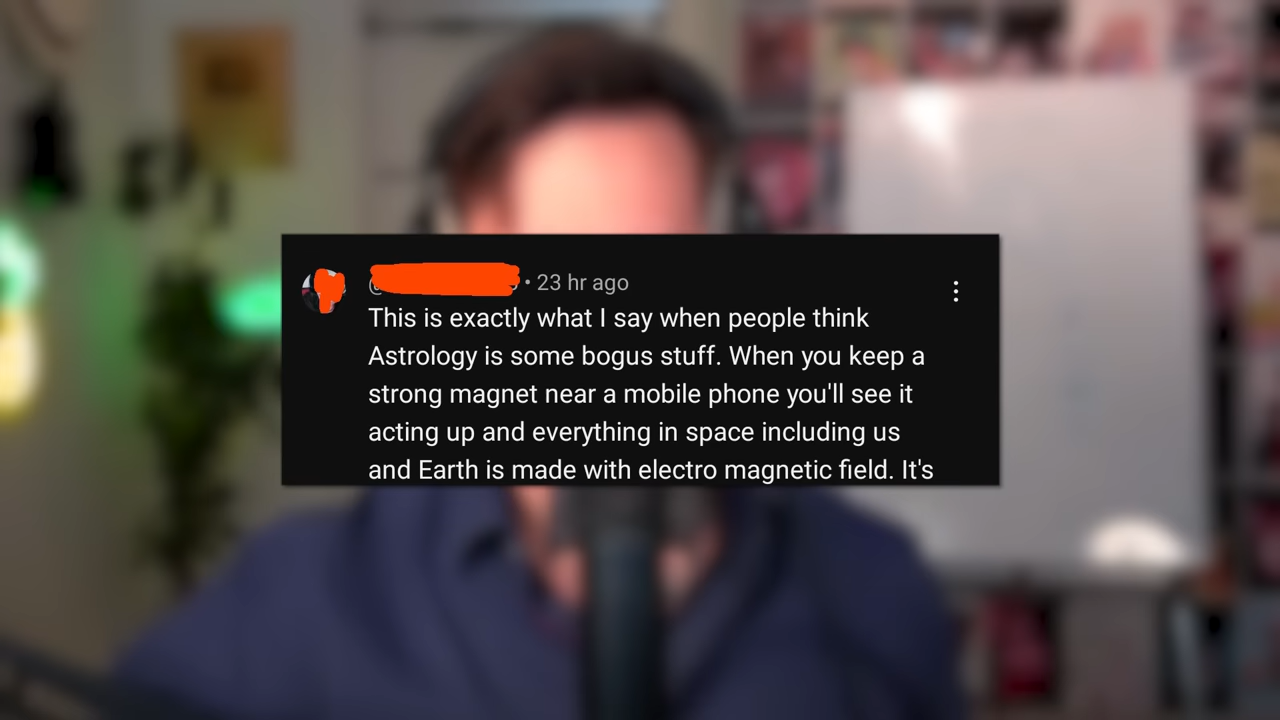 • 23 hr ago
This is exactly what I say when people think
Astrology is some bogus stuff. When you keep a
strong magnet near a mobile phone you'll see it
acting up and everything in space including us
and Earth is made with electro magnetic field. It's